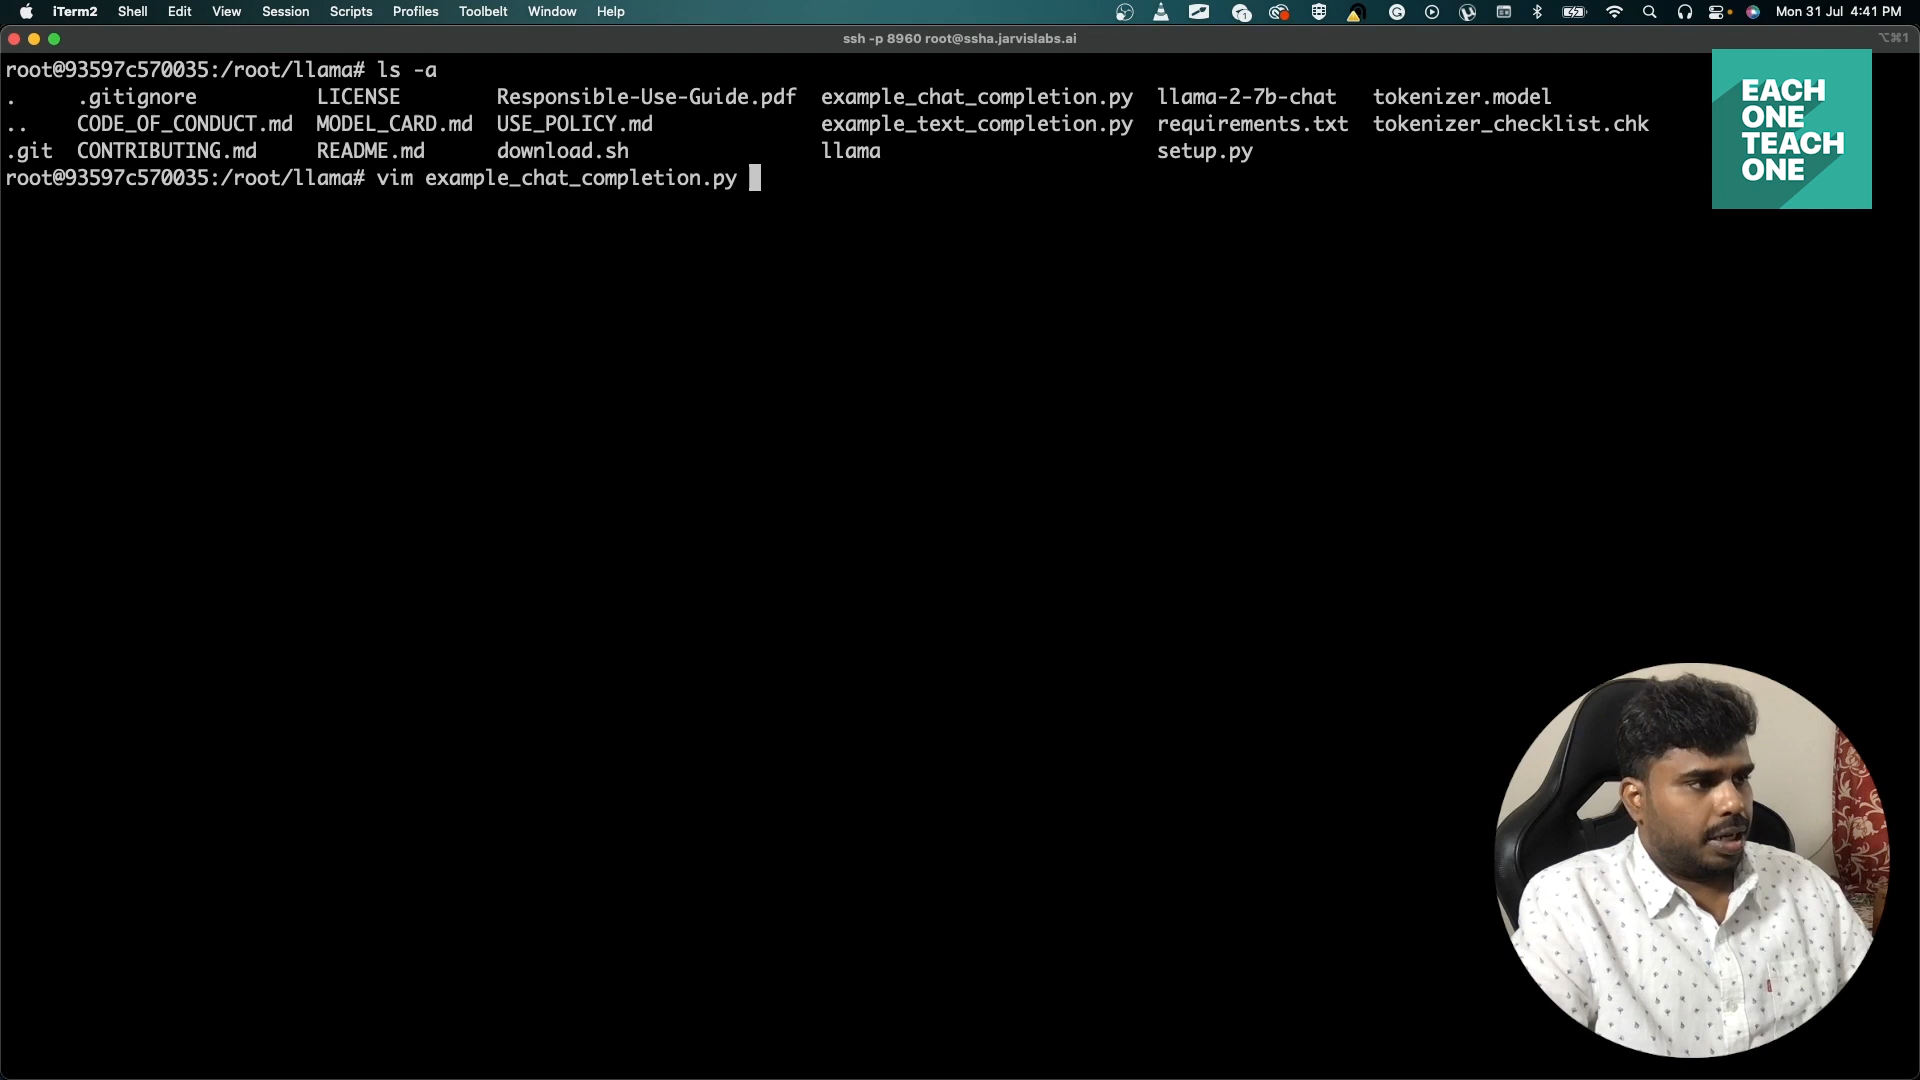 iTerm2 Shell Edit View Session Scripts Profiles Toolbelt Window Help Mon 31 Jul 4:41 PM
ssh -p 8960 root@ssha.jarvislabs.ai ⌥⌘1
root@93597c570035:/root/llama# ls -a
. .gitignore LICENSE Responsible-Use-Guide.pdf example_chat_completion.py llama-2-7b-chat tokenizer.model
.. CODE_OF_CONDUCT.md MODEL_CARD.md USE_POLICY.md example_text_completion.py requirements.txt tokenizer_checklist.chk
.git CONTRIBUTING.md README.md download.sh llama setup.py
root@93597c570035:/root/llama# vim example_chat_completion.py
EACH
ONE
TEACH
ONE